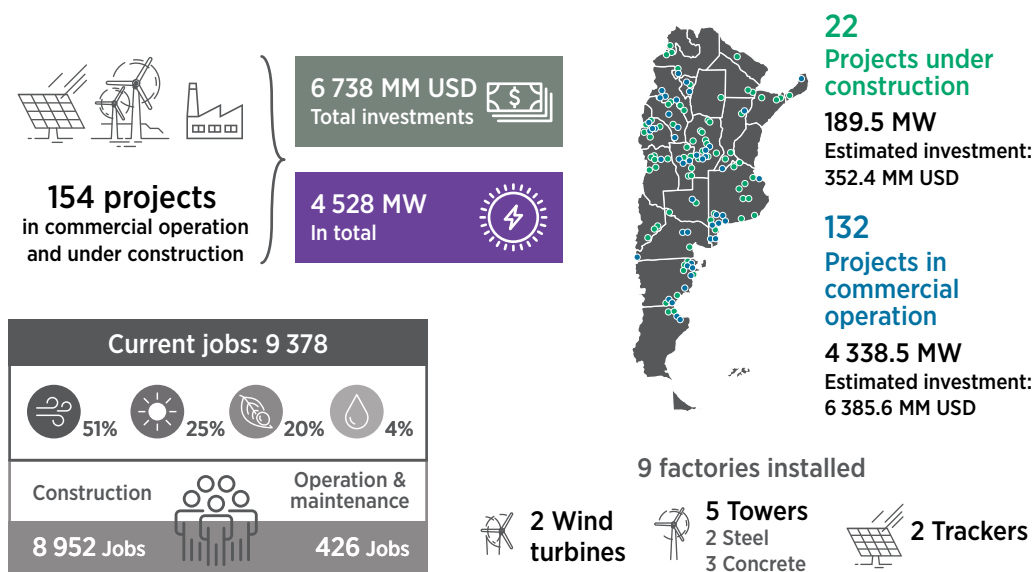 154 projects
in commercial operation
and under construction
6 738 MM USD
Total investments
$
4 528 MW
In total
22
Projects under
construction
189.5 MW
Estimated investment:
352.4 MM USD
132
Projects in
commercial
operation
4 338.5 MW
Estimated investment:
6 385.6 MM USD
Current jobs: 9 378
51%
25%
20%
4%
Construction
Operation &
maintenance
8 952 Jobs
426 Jobs
9 factories installed
2 Wind
turbines
5 Towers
2 Steel
3 Concrete
2 Trackers